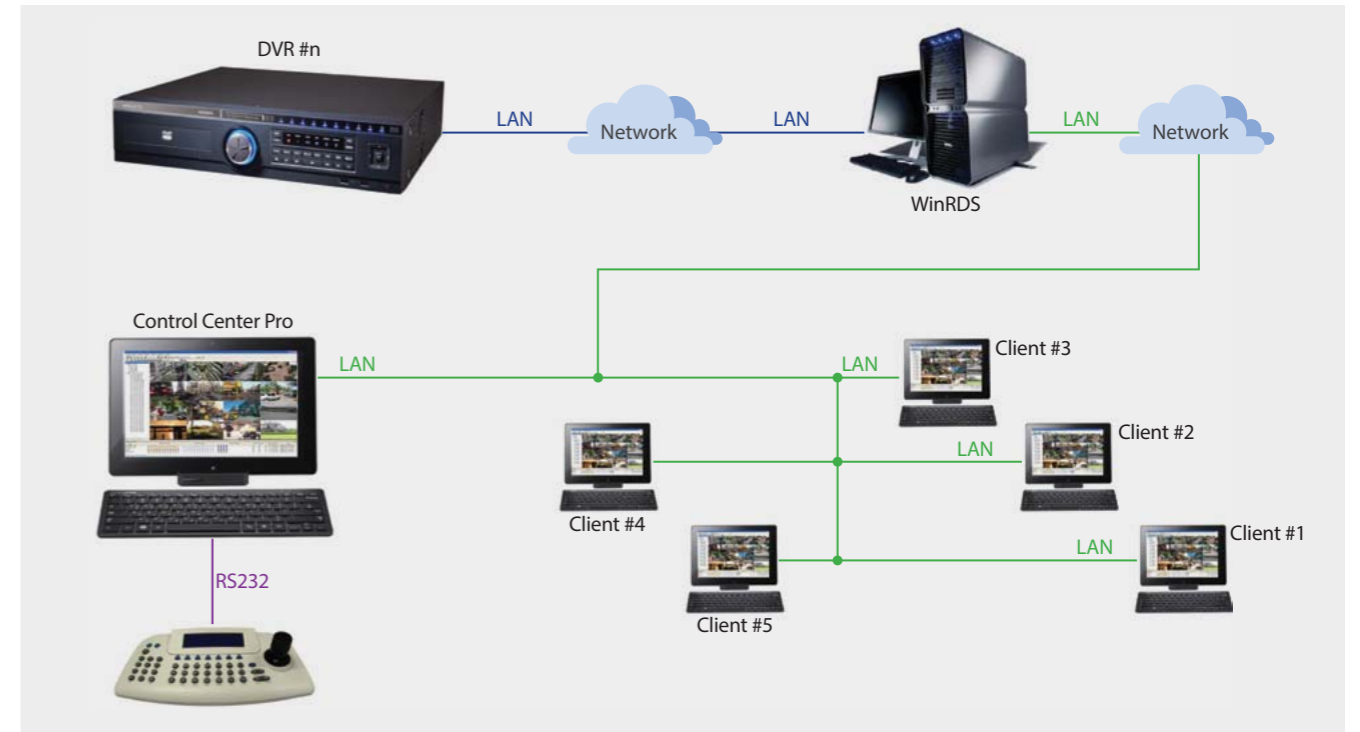 DVR #n
LAN
Network
LAN
LAN
Network
WinRDS
Control Center Pro
LAN
LAN
Client #3
Client #2
LAN
Client #4
Client #1
LAN
RS232
Client #5